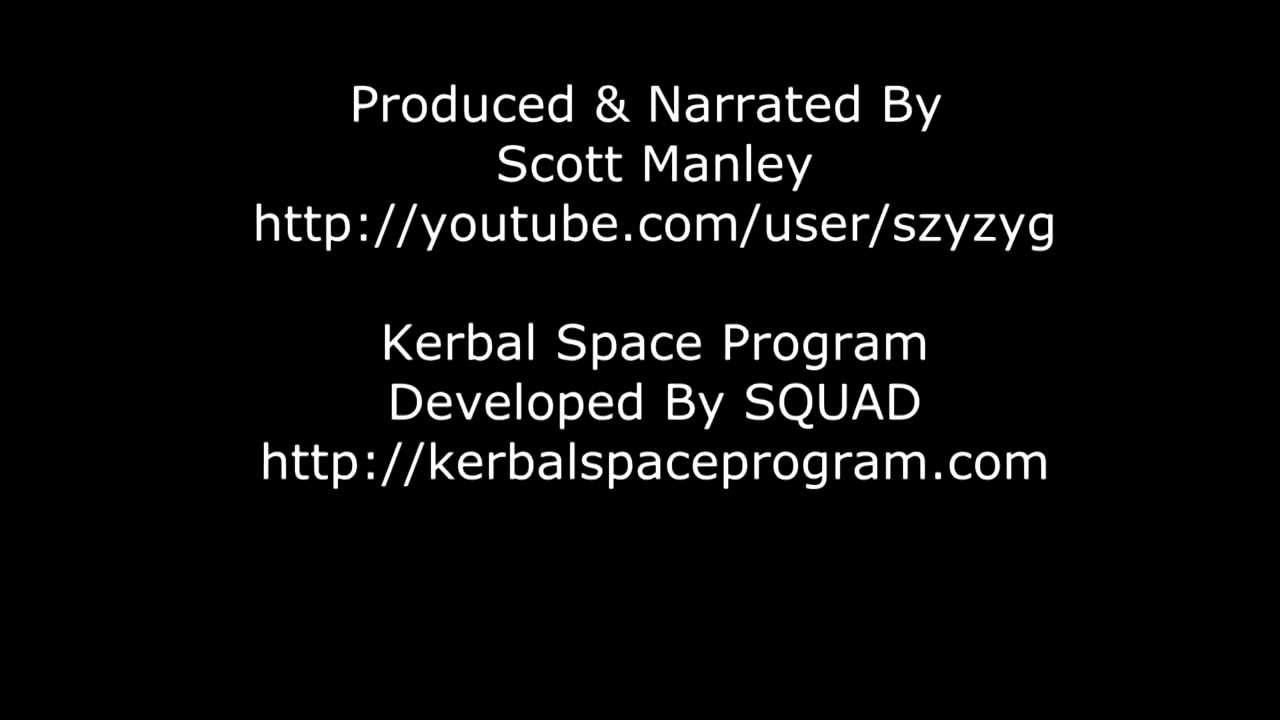 Produced & Narrated By
Scott Manley
http://youtube.com/user/szyzyg
Kerbal Space Program
Developed By SQUAD
http://kerbalspaceprogram.com